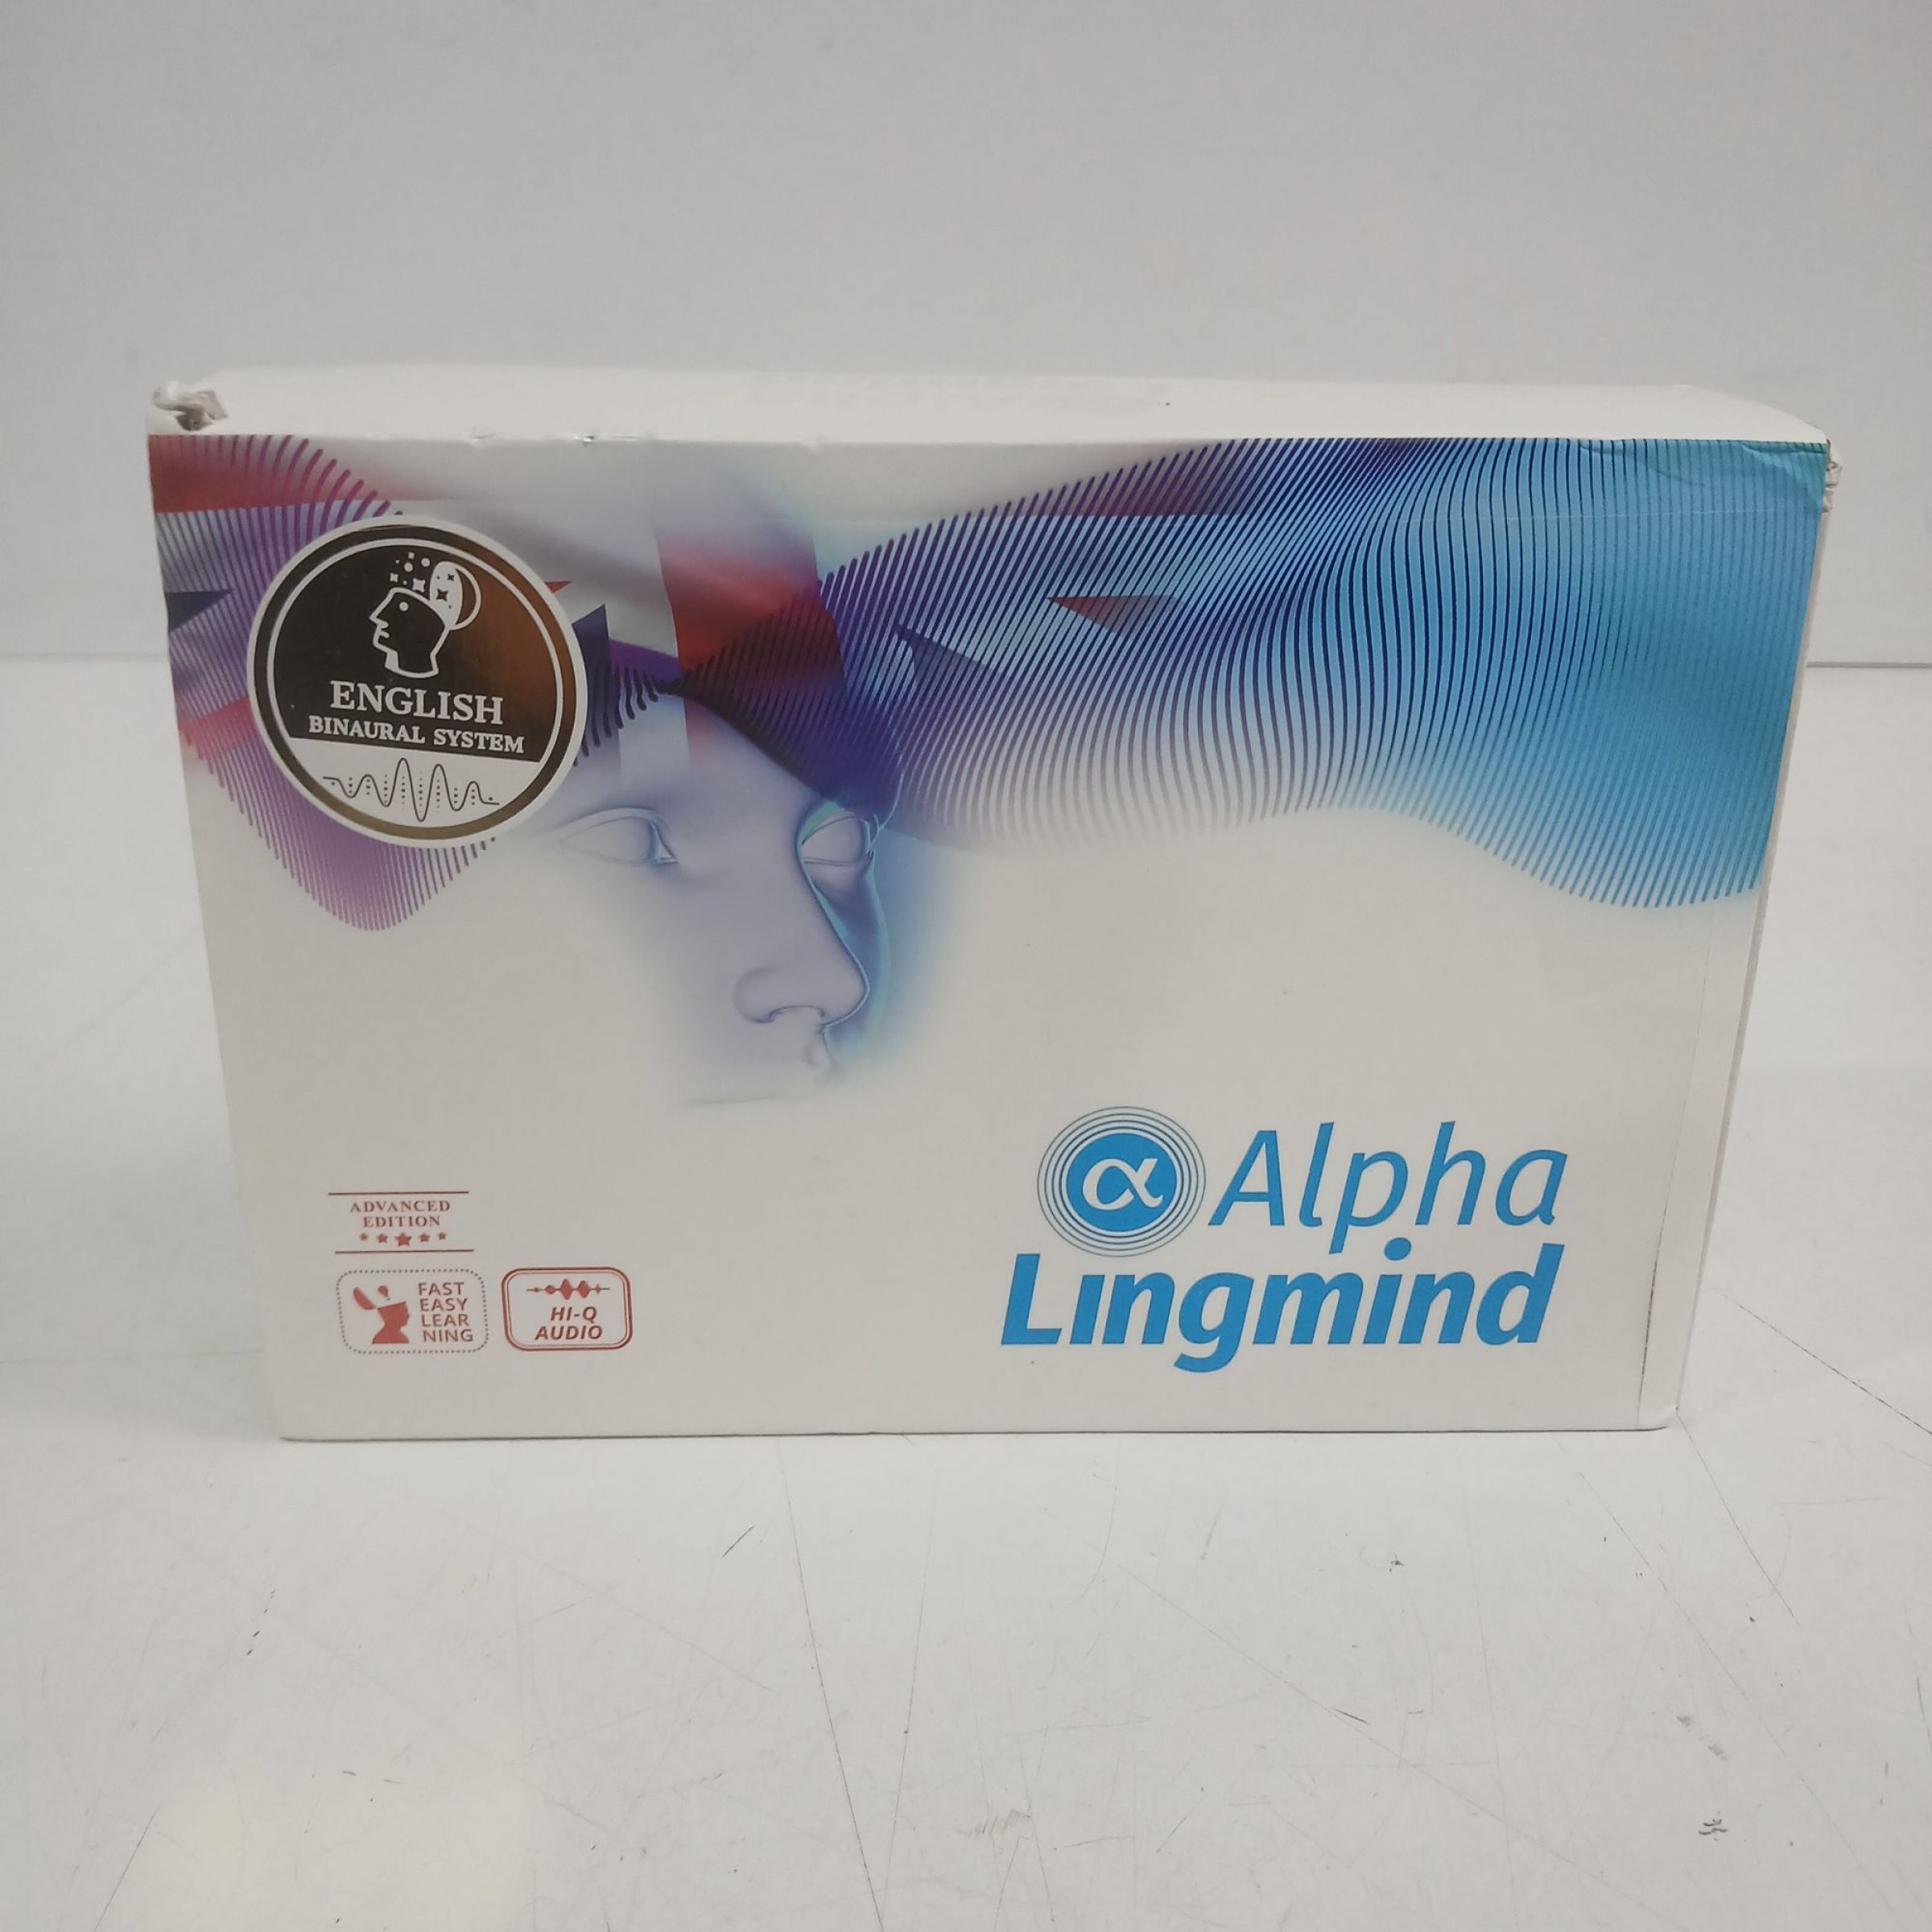 ENGLISH
BINAURAL SYSTEM
ADVANCED
EDITION
FAST
EASY
LEAR
NING
HI-Q
AUDIO
α Alpha
Lingmind